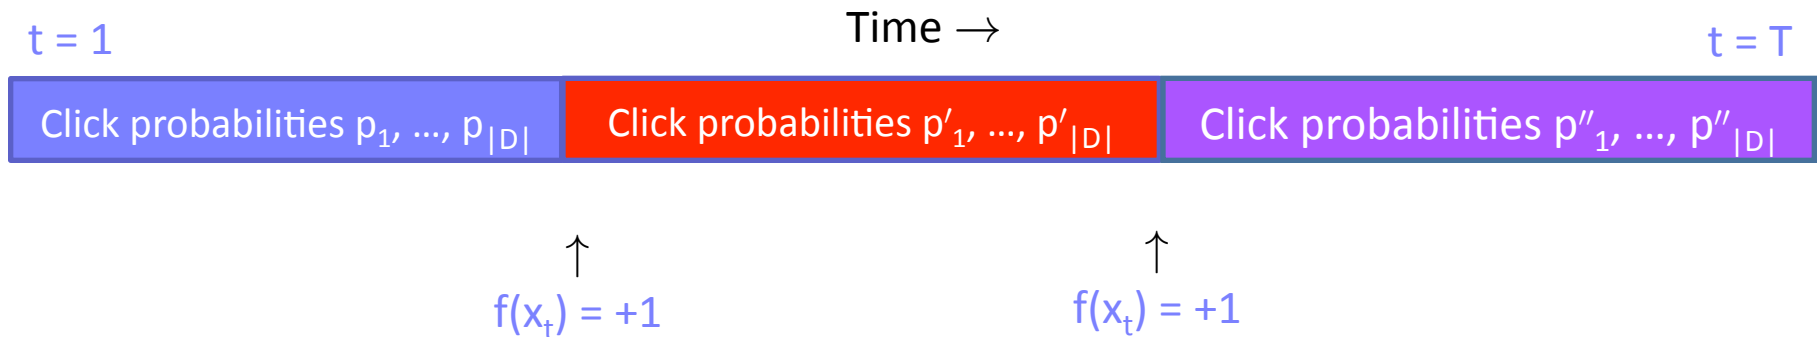 t = 1
Time →
t = T
Click probabilities p₁, ..., p|D|
Click probabilities p′₁, ..., p′|D|
Click probabilities p″₁, ..., p″|D|
↑
↑
f(xₜ) = +1
f(xₜ) = +1